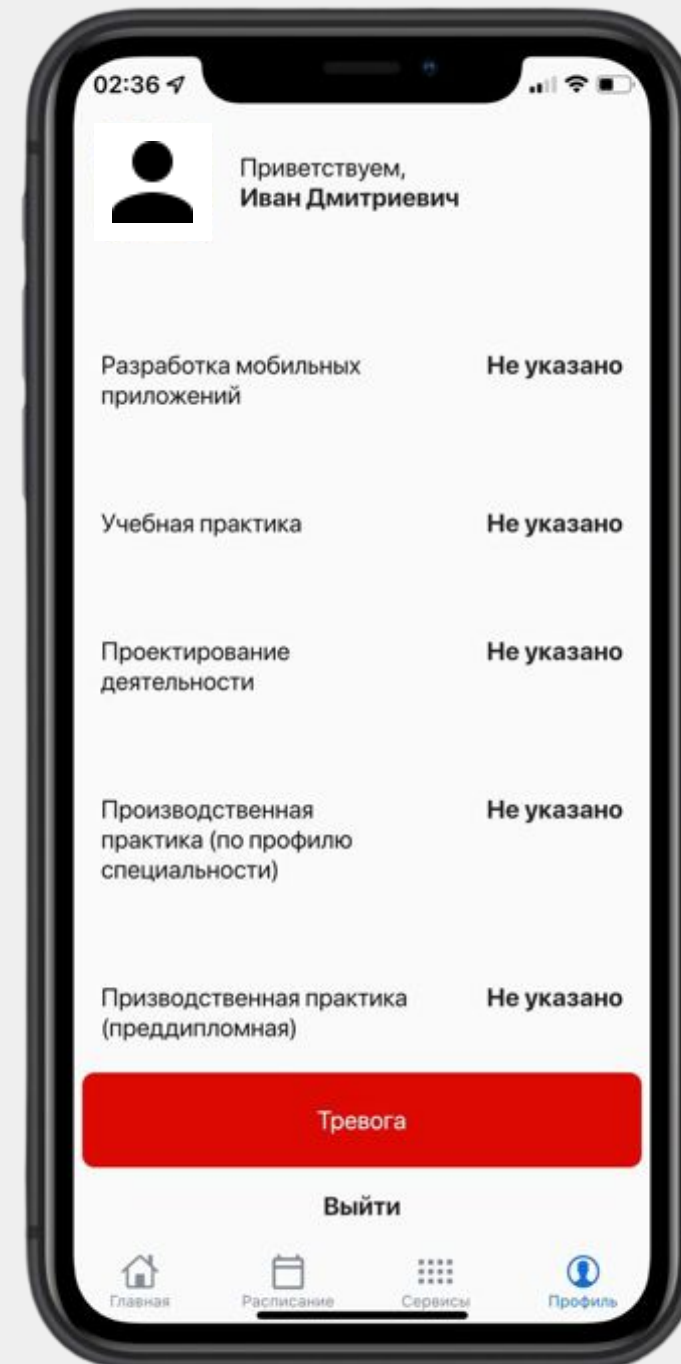 02:36
Приветствуем,
Иван Дмитриевич
Разработка мобильных Не указано
приложений
Учебная практика Не указано
Проектирование Не указано
деятельности
Производственная Не указано
практика (по профилю
специальности)
Призводственная практика Не указано
(преддипломная)
Тревога
Выйти
Главная Расписание Сервисы Профиль